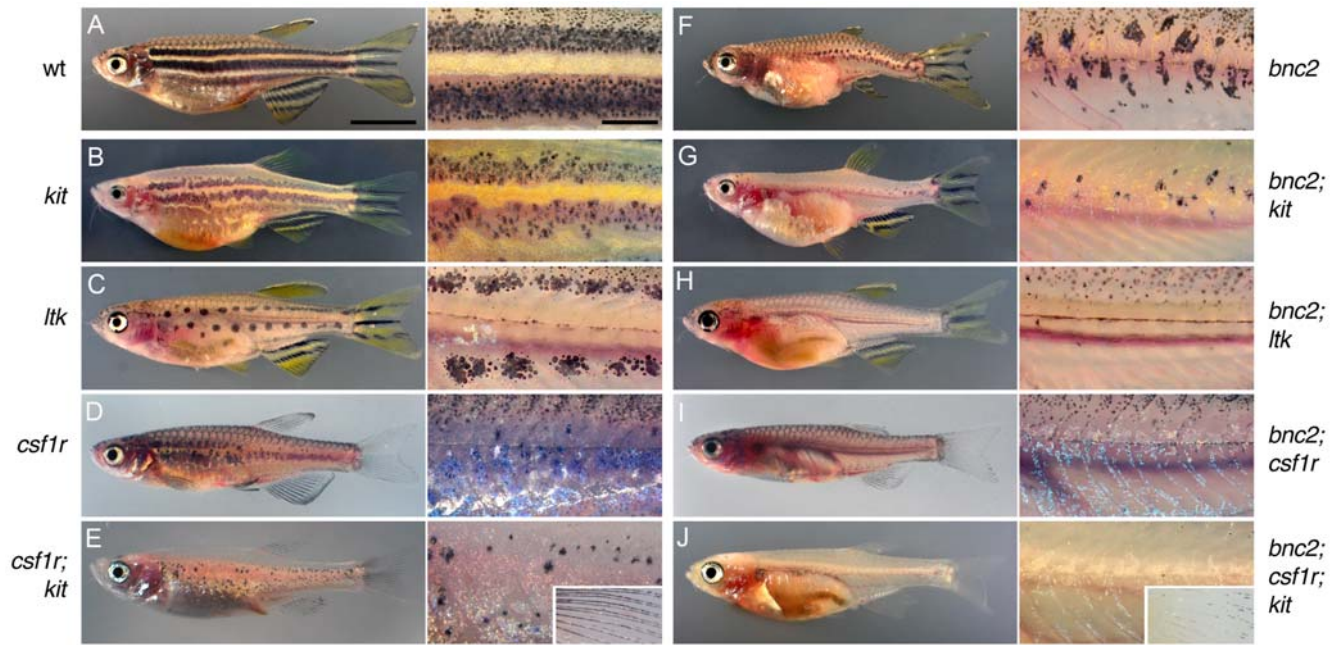 A
wt
B
kit
C
ltk
D
csf1r
E
csf1r;
kit
F
bnc2
G
bnc2;
kit
H
bnc2;
ltk
I
bnc2;
csf1r
J
bnc2;
csf1r;
kit